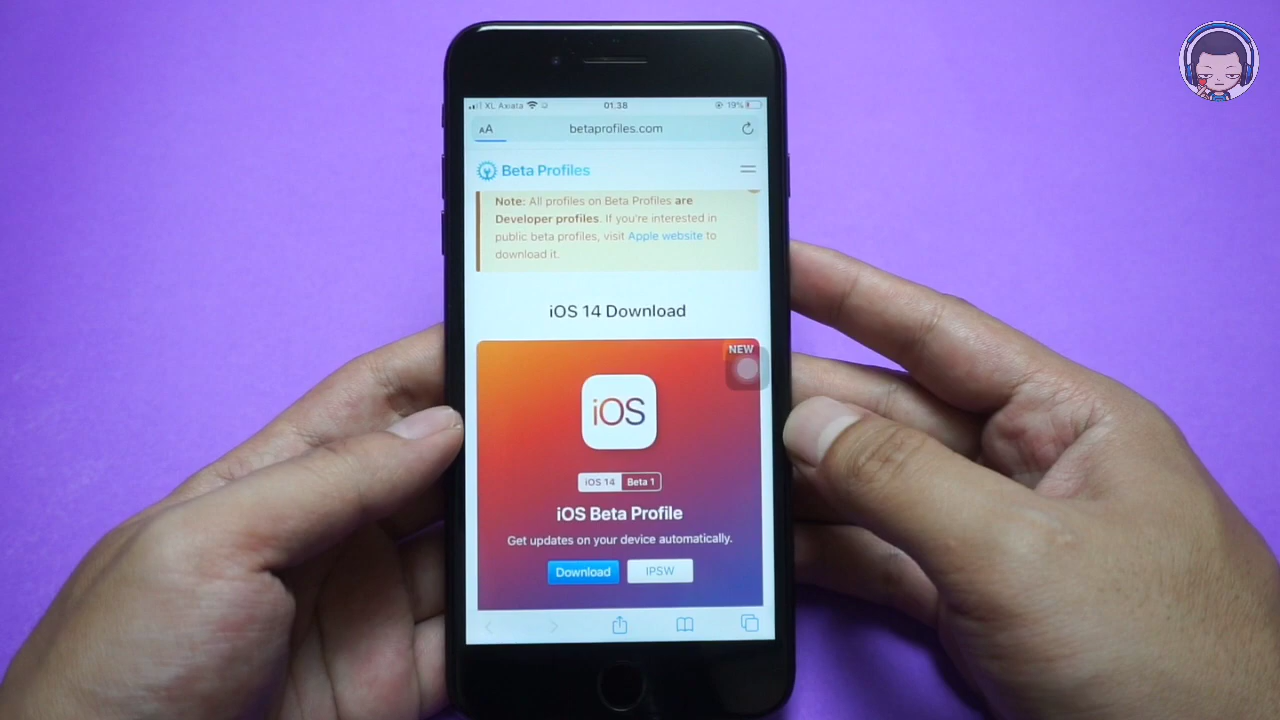 XL Axiata 01.38 19%
AA betaprofiles.com
Beta Profiles
Note: All profiles on Beta Profiles are
Developer profiles. If you're interested in
public beta profiles, visit Apple website to
download it.
iOS 14 Download
NEW
iOS
iOS 14 Beta 1
iOS Beta Profile
Get updates on your device automatically.
Download IPSW